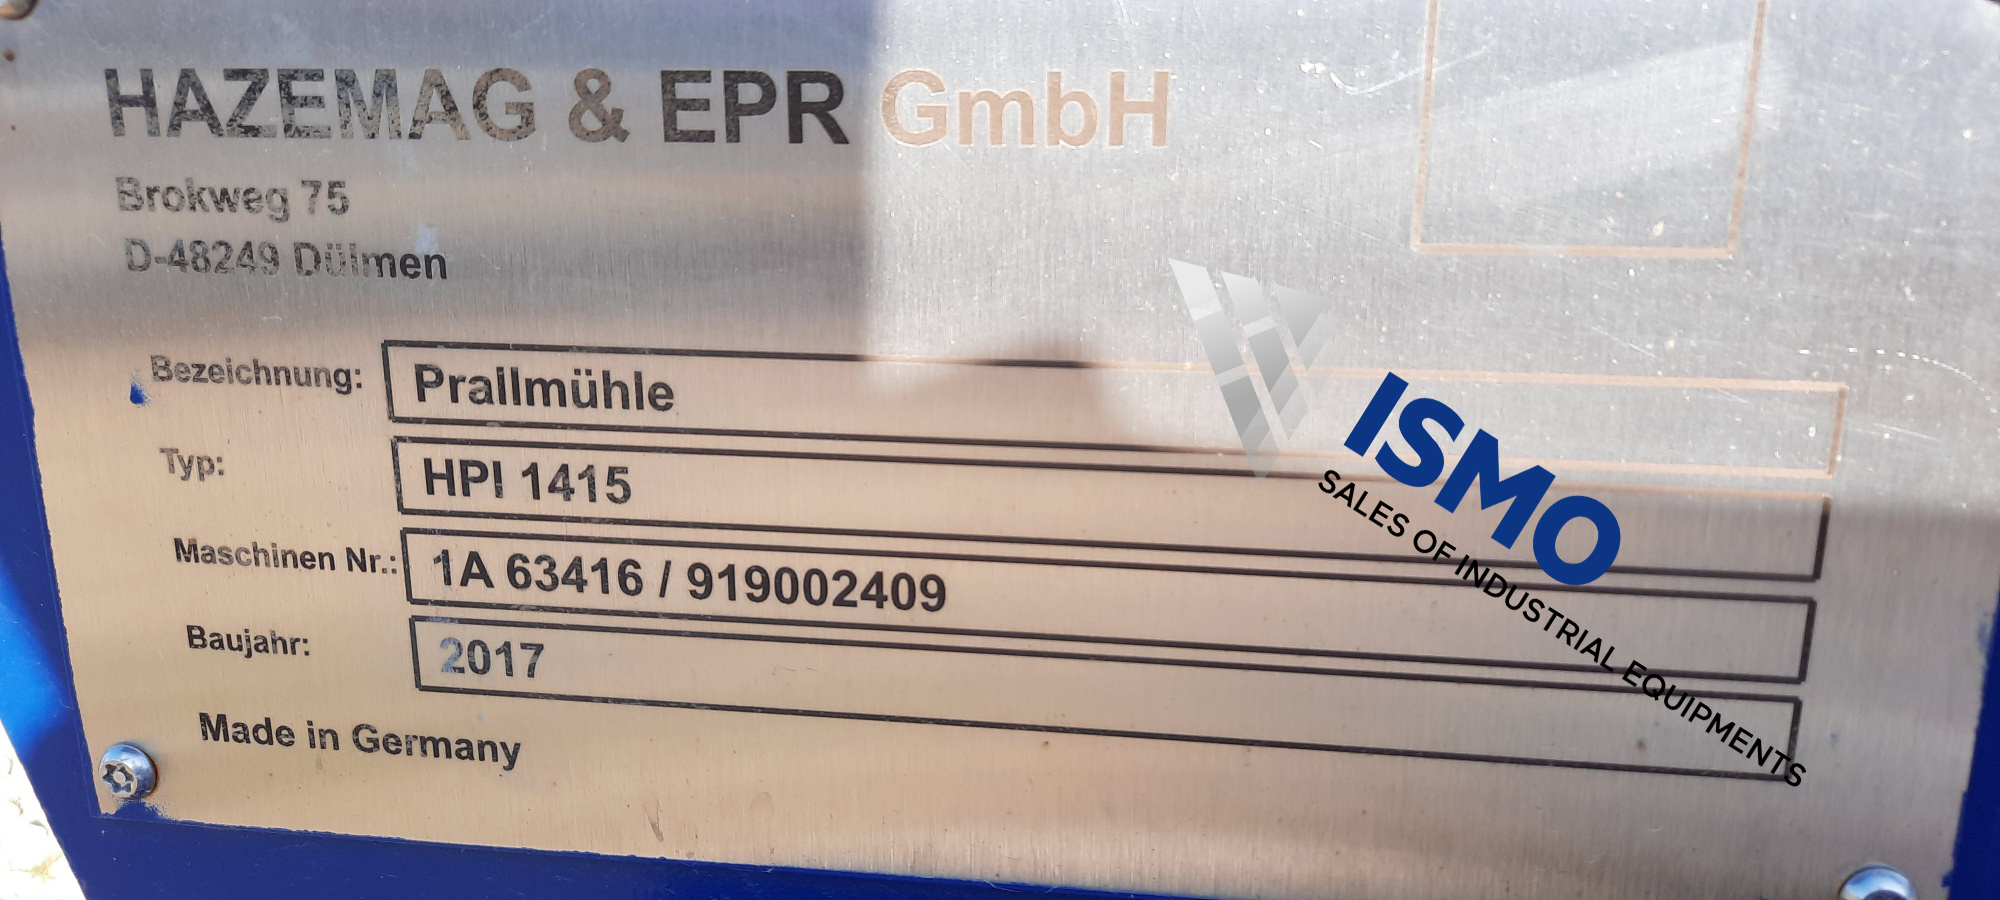 HAZEMAG & EPR GmbH
Brokweg 75
D-48249 Dülmen
Bezeichnung: Prallmühle
Typ: HPI 1415
Maschinen Nr.: 1A 63416 / 919002409
Baujahr: 2017
Made in Germany
ISMO
SALES OF INDUSTRIAL EQUIPMENTS